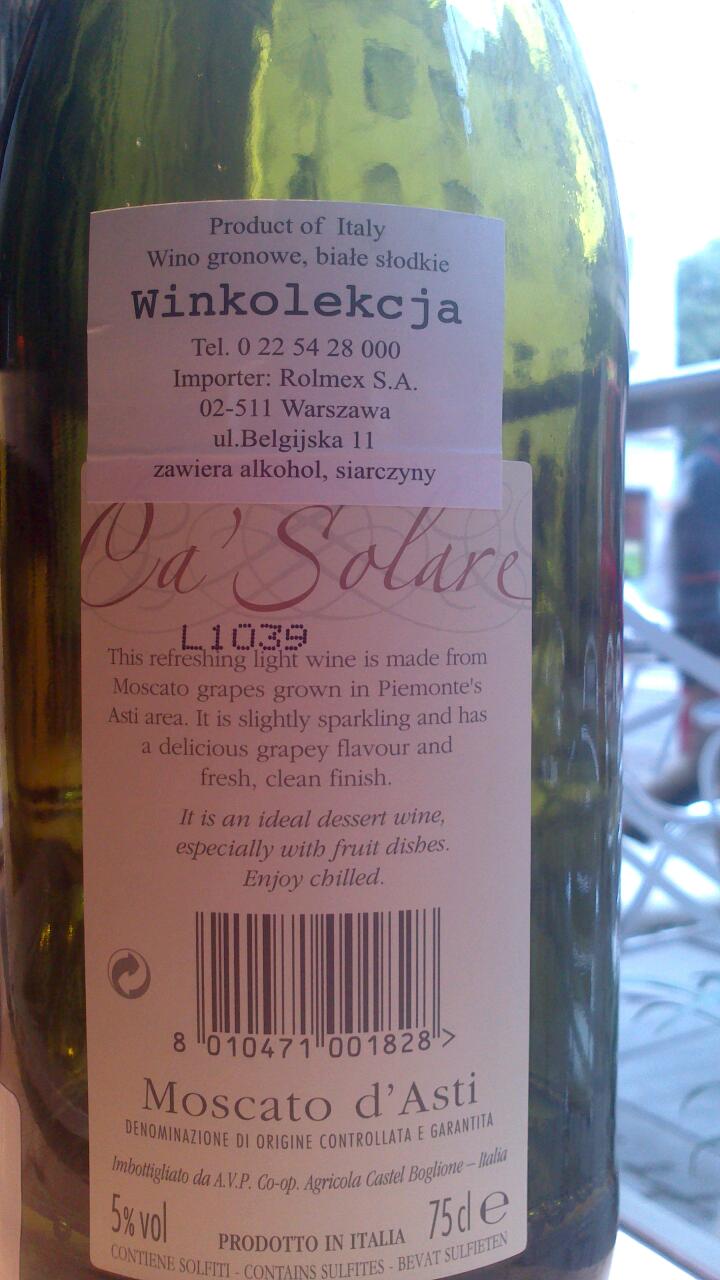 Product of Italy
Wino gronowe, białe słodkie
Winkolekcja
Tel. 0 22 54 28 000
Importer: Rolmex S.A.
02-511 Warszawa
ul.Belgijska 11
zawiera alkohol, siarczyny
Ca' Solare
L1039
This refreshing light wine is made from
Moscato grapes grown in Piemonte's
Asti area. It is slightly sparkling and has
a delicious grapey flavour and
fresh, clean finish.
It is an ideal dessert wine,
especially with fruit dishes.
Enjoy chilled.
8 010471 001828 >
Moscato d'Asti
DENOMINAZIONE DI ORIGINE CONTROLLATA E GARANTITA
Imbottigliato da A.V.P. Co-op. Agricola Castel Boglione – Italia
5% vol PRODOTTO IN ITALIA 75 cl e
CONTIENE SOLFITI - CONTAINS SULFITES - BEVAT SULFIETEN